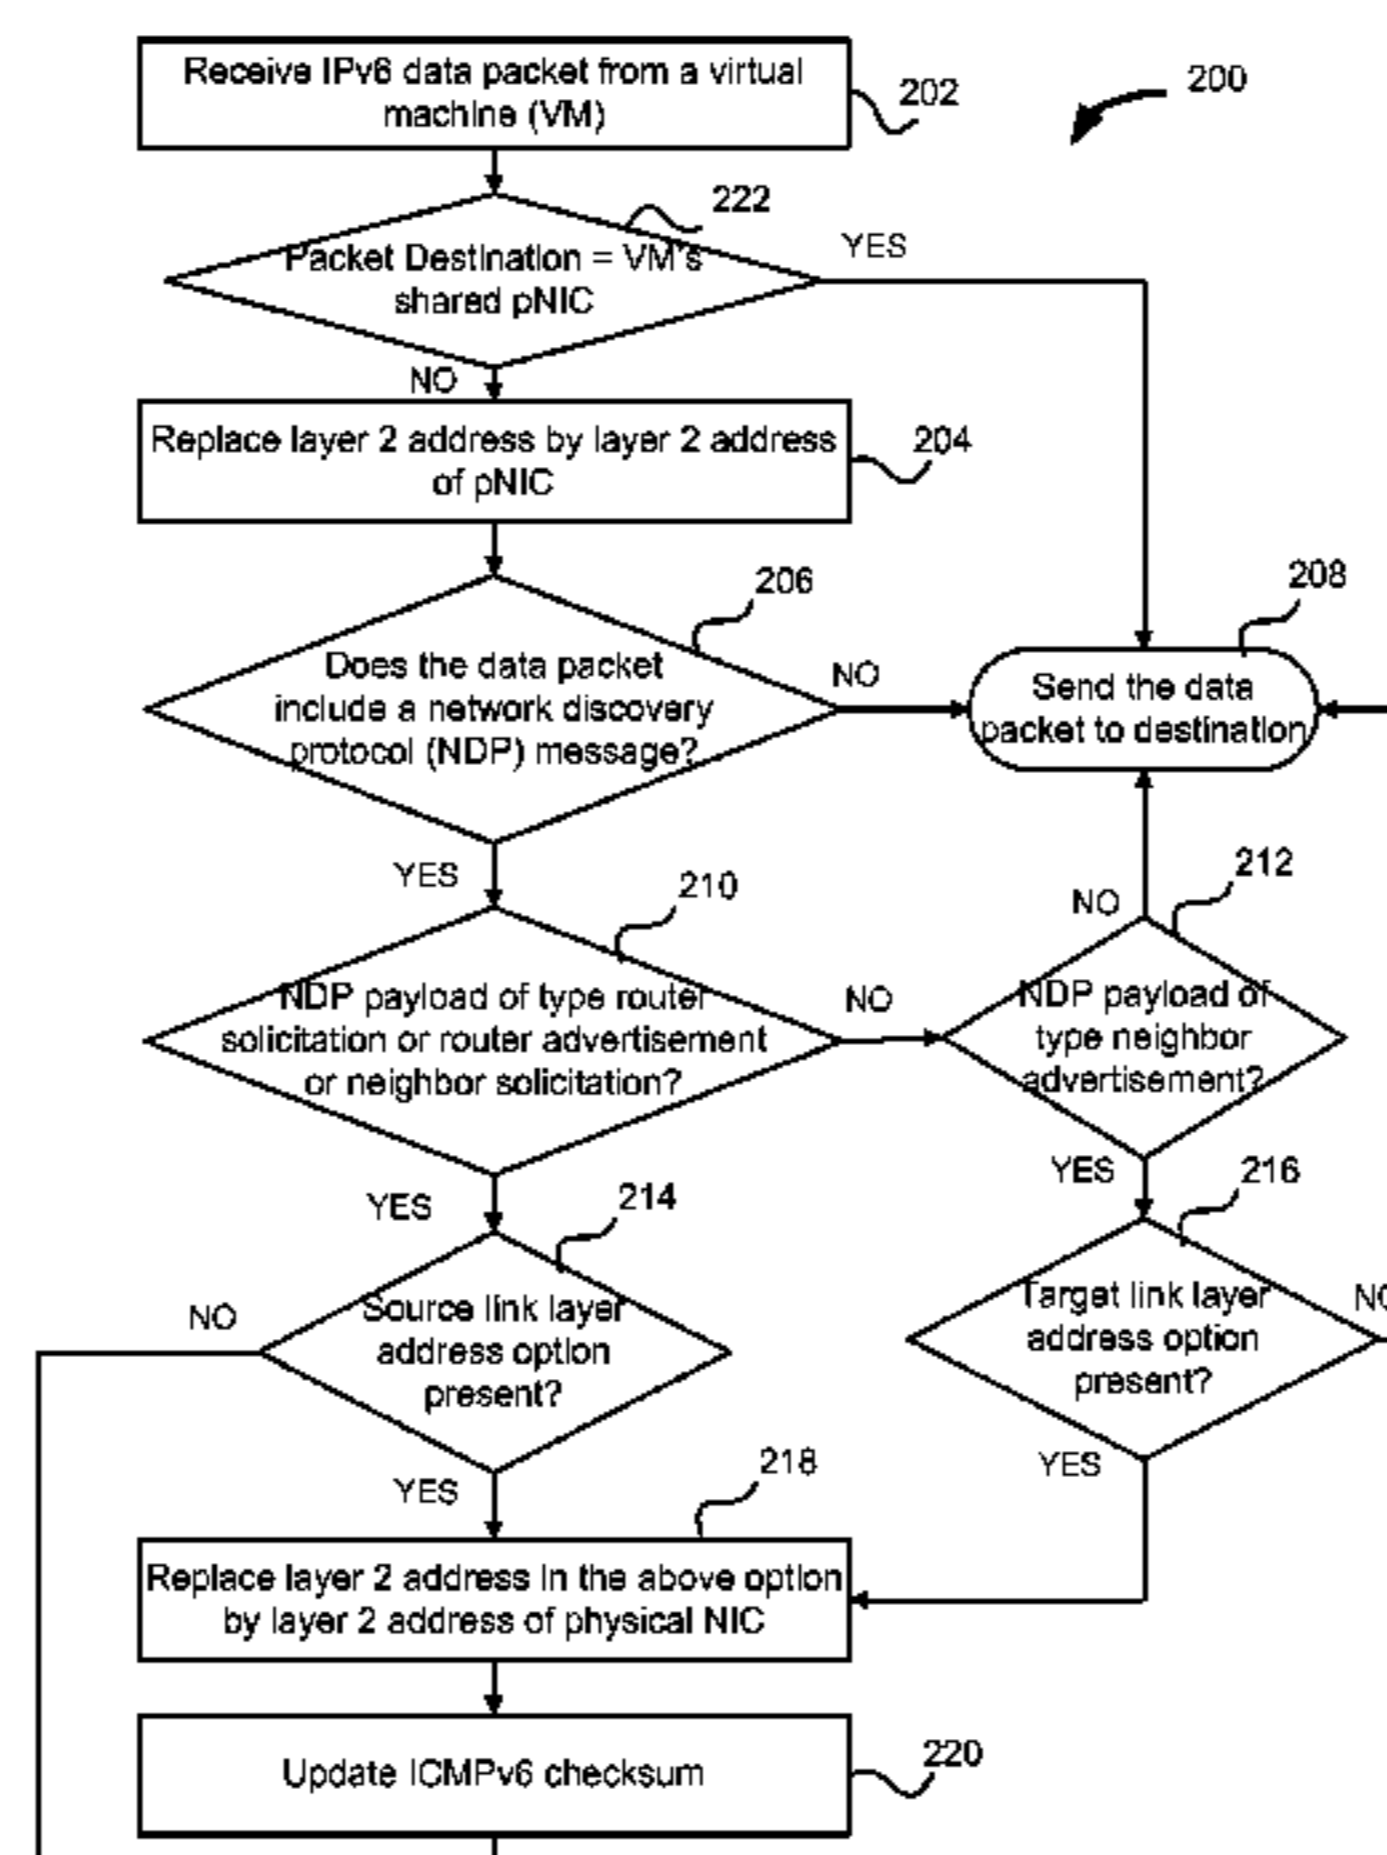 Receive IPv6 data packet from a virtual
machine (VM)
202
200
222
Packet Destination = VM's
shared pNIC
YES
NO
Replace layer 2 address by layer 2 address
of pNIC
204
206
Does the data packet
include a network discovery
protocol (NDP) message?
NO
208
Send the data
packet to destination
YES
210
NDP payload of type router
solicitation or router advertisement
or neighbor solicitation?
NO
212
NO
NDP payload of
type neighbor
advertisement?
YES
214
YES
216
NO
Source link layer
address option
present?
Target link layer
address option
present?
NO
YES
218
YES
Replace layer 2 address in the above option
by layer 2 address of physical NIC
Update ICMPv6 checksum
220